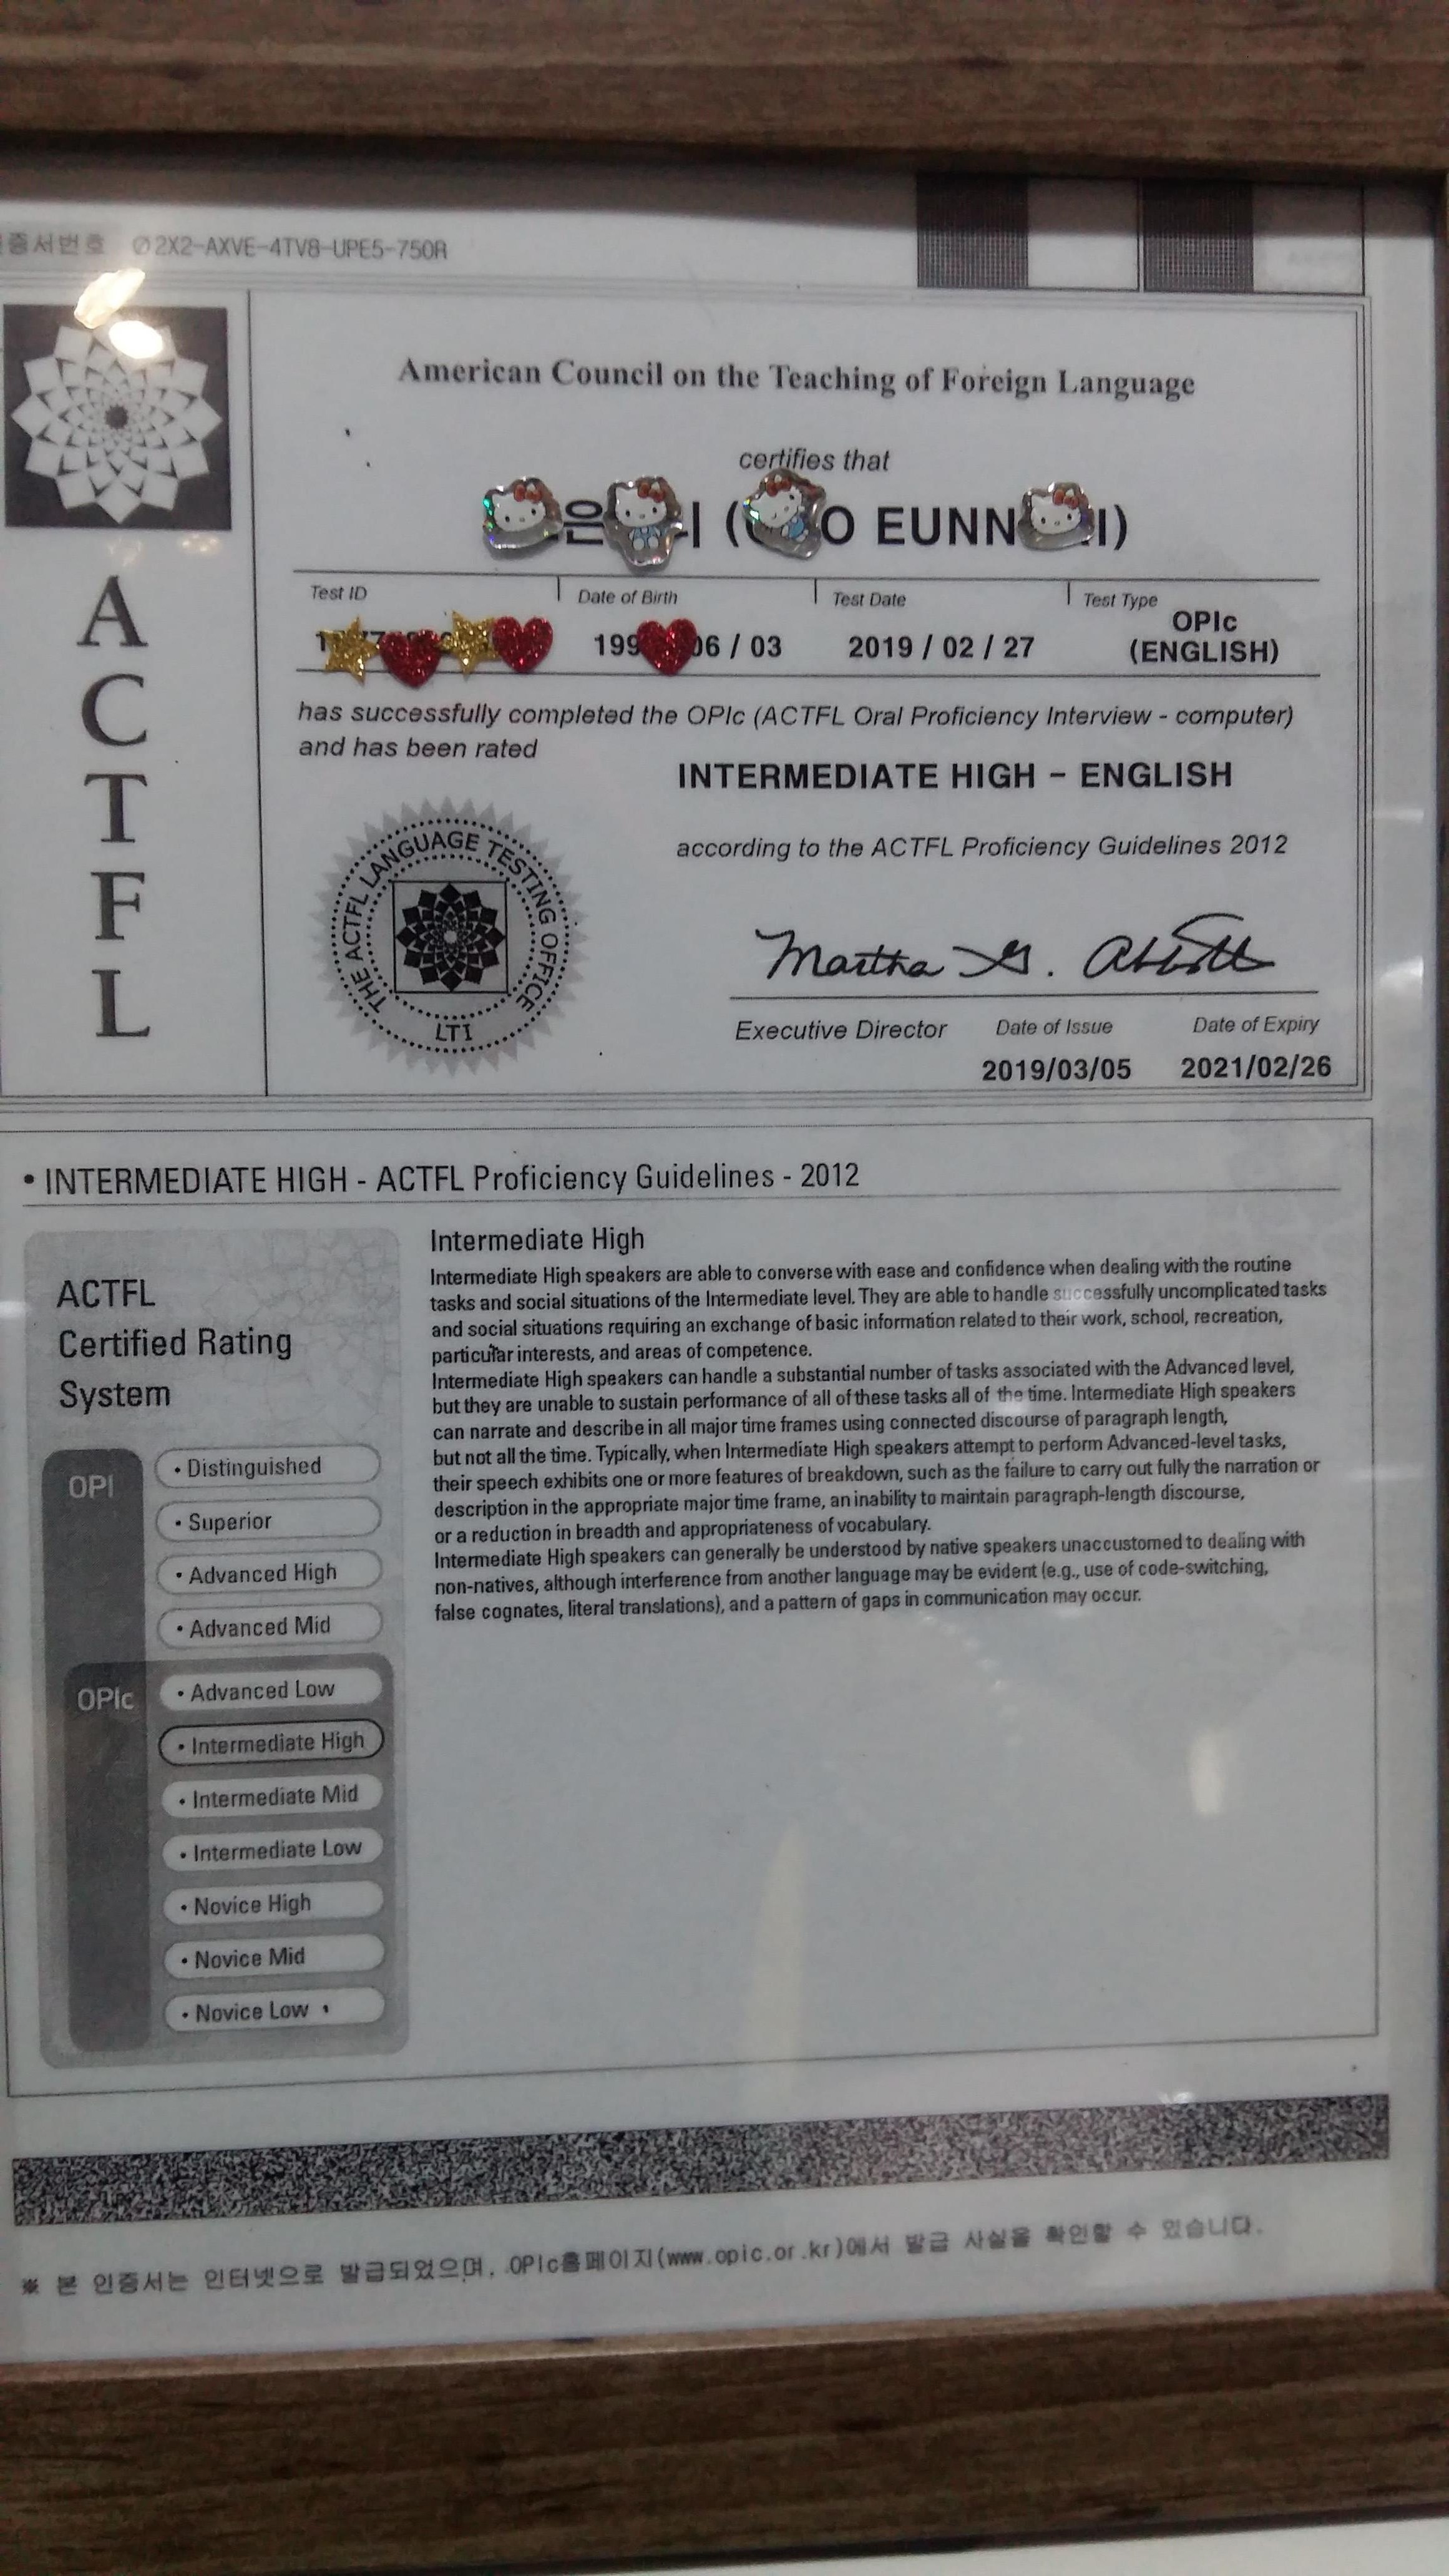 증서번호 02X2-AXVE-4TV8-UPE5-750R
American Council on the Teaching of Foreign Language
certifies that
은 O EUNN I)
Test ID Date of Birth Test Date Test Type
199 06 / 03 2019 / 02 / 27 OPIc
(ENGLISH)
has successfully completed the OPIc (ACTFL Oral Proficiency Interview - computer)
and has been rated
INTERMEDIATE HIGH - ENGLISH
according to the ACTFL Proficiency Guidelines 2012
ACTFL
THE ACTFL LANGUAGE TESTING OFFICE
LTI
Martha G. Abbott
Executive Director Date of Issue Date of Expiry
2019/03/05 2021/02/26
• INTERMEDIATE HIGH - ACTFL Proficiency Guidelines - 2012
ACTFL
Certified Rating
System
OPI
• Distinguished
• Superior
• Advanced High
• Advanced Mid
OPIc
• Advanced Low
• Intermediate High
• Intermediate Mid
• Intermediate Low
• Novice High
• Novice Mid
• Novice Low
Intermediate High
Intermediate High speakers are able to converse with ease and confidence when dealing with the routine
tasks and social situations of the Intermediate level. They are able to handle successfully uncomplicated tasks
and social situations requiring an exchange of basic information related to their work, school, recreation,
particular interests, and areas of competence.
Intermediate High speakers can handle a substantial number of tasks associated with the Advanced level,
but they are unable to sustain performance of all of these tasks all of the time. Intermediate High speakers
can narrate and describe in all major time frames using connected discourse of paragraph length,
but not all the time. Typically, when Intermediate High speakers attempt to perform Advanced-level tasks,
their speech exhibits one or more features of breakdown, such as the failure to carry out fully the narration or
description in the appropriate major time frame, an inability to maintain paragraph-length discourse,
or a reduction in breadth and appropriateness of vocabulary.
Intermediate High speakers can generally be understood by native speakers unaccustomed to dealing with
non-natives, although interference from another language may be evident (e.g., use of code-switching,
false cognates, literal translations), and a pattern of gaps in communication may occur.
※ 본 인증서는 인터넷으로 발급되었으며, OPIc홈페이지(www.opic.or.kr)에서 발급 사실을 확인할 수 있습니다.